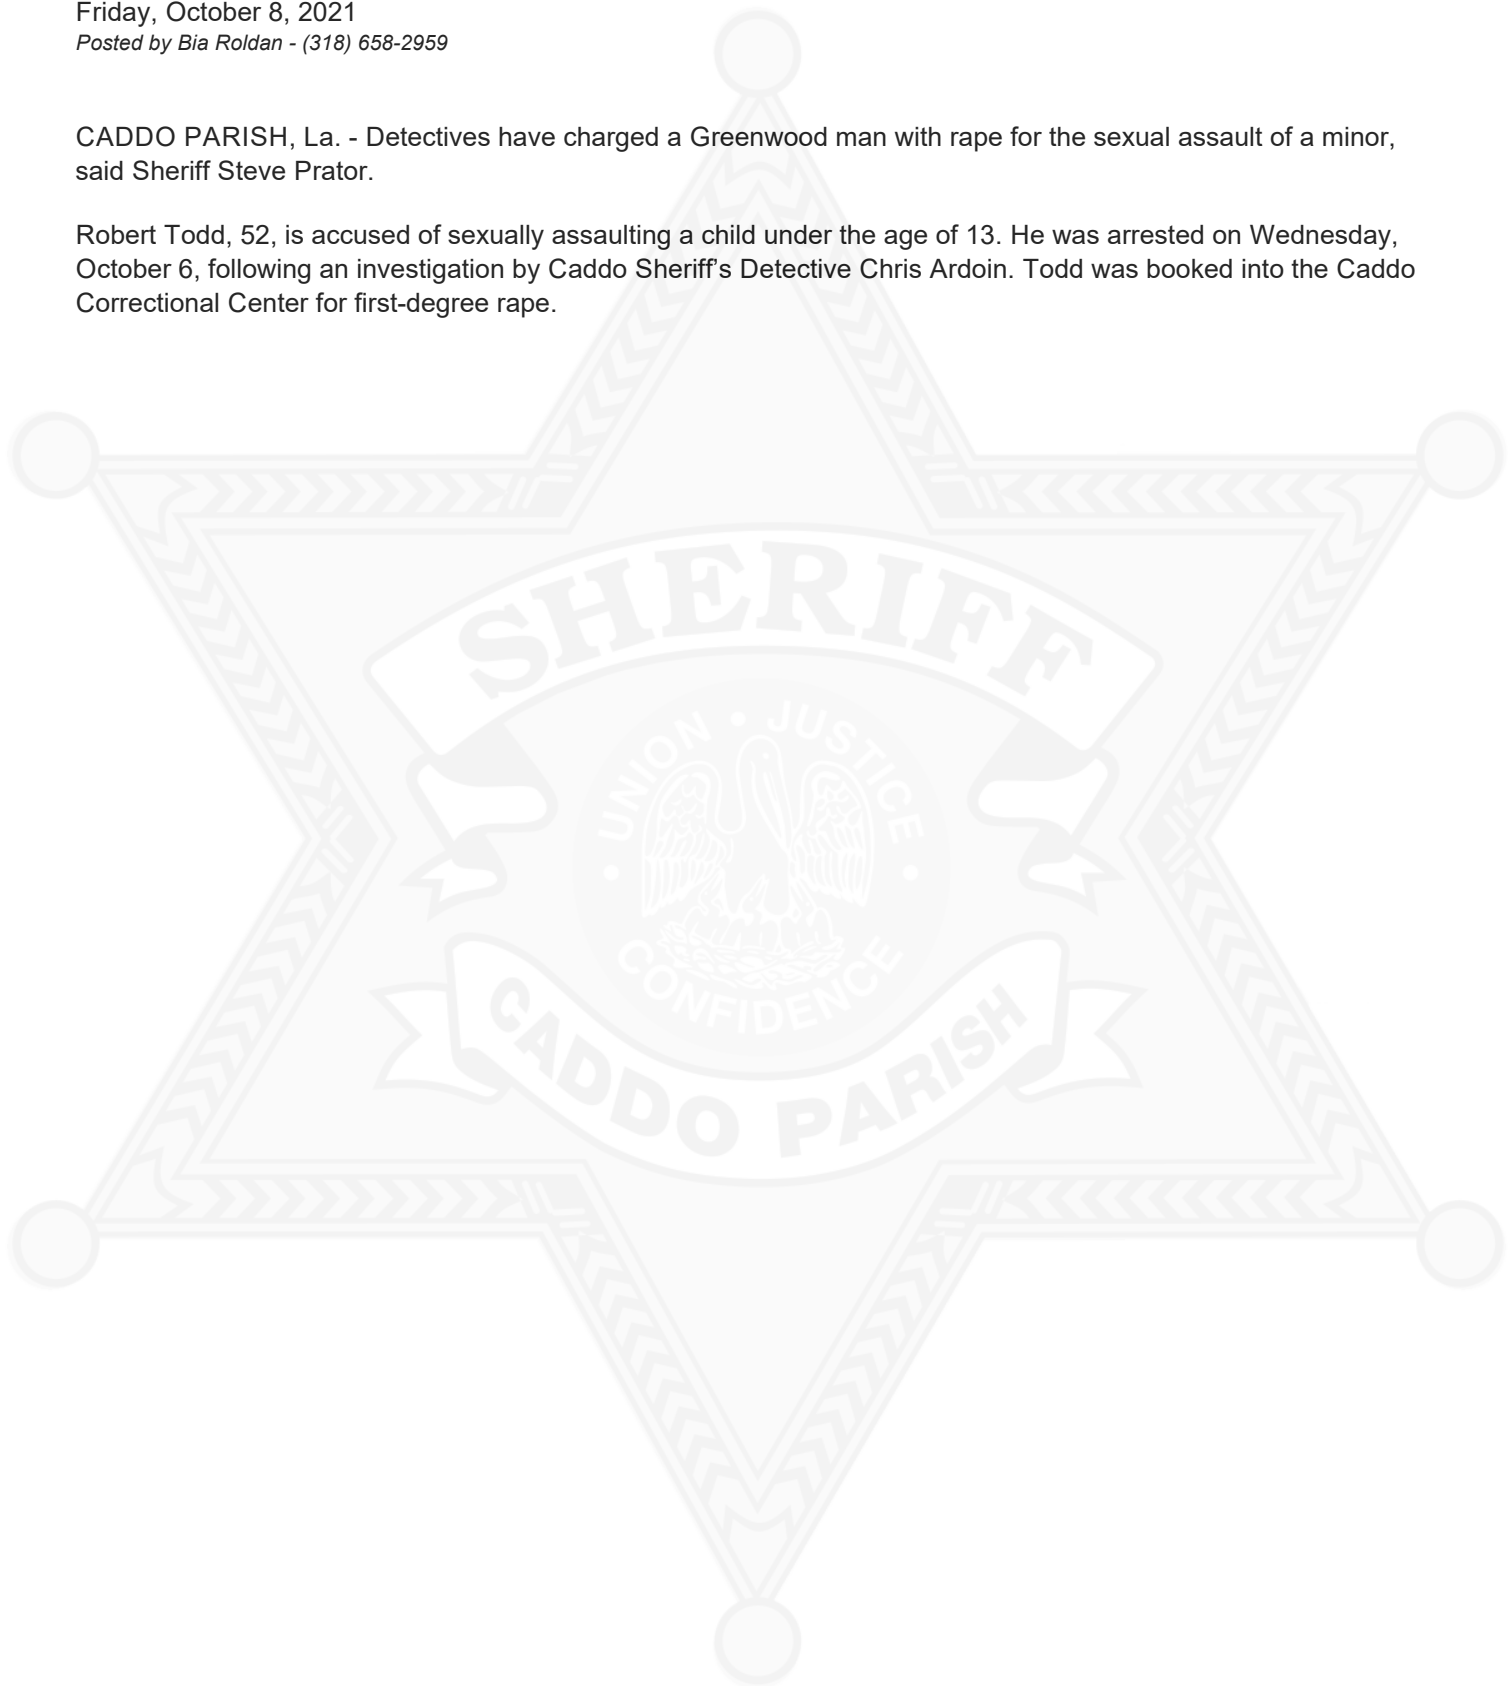 Friday, October 8, 2021
Posted by Bia Roldan - (318) 658-2959
CADDO PARISH, La. - Detectives have charged a Greenwood man with rape for the sexual assault of a minor,
said Sheriff Steve Prator.
Robert Todd, 52, is accused of sexually assaulting a child under the age of 13. He was arrested on Wednesday,
October 6, following an investigation by Caddo Sheriff’s Detective Chris Ardoin. Todd was booked into the Caddo
Correctional Center for first-degree rape.
SHERIFF
UNION • JUSTICE
• CONFIDENCE •
CADDO PARISH